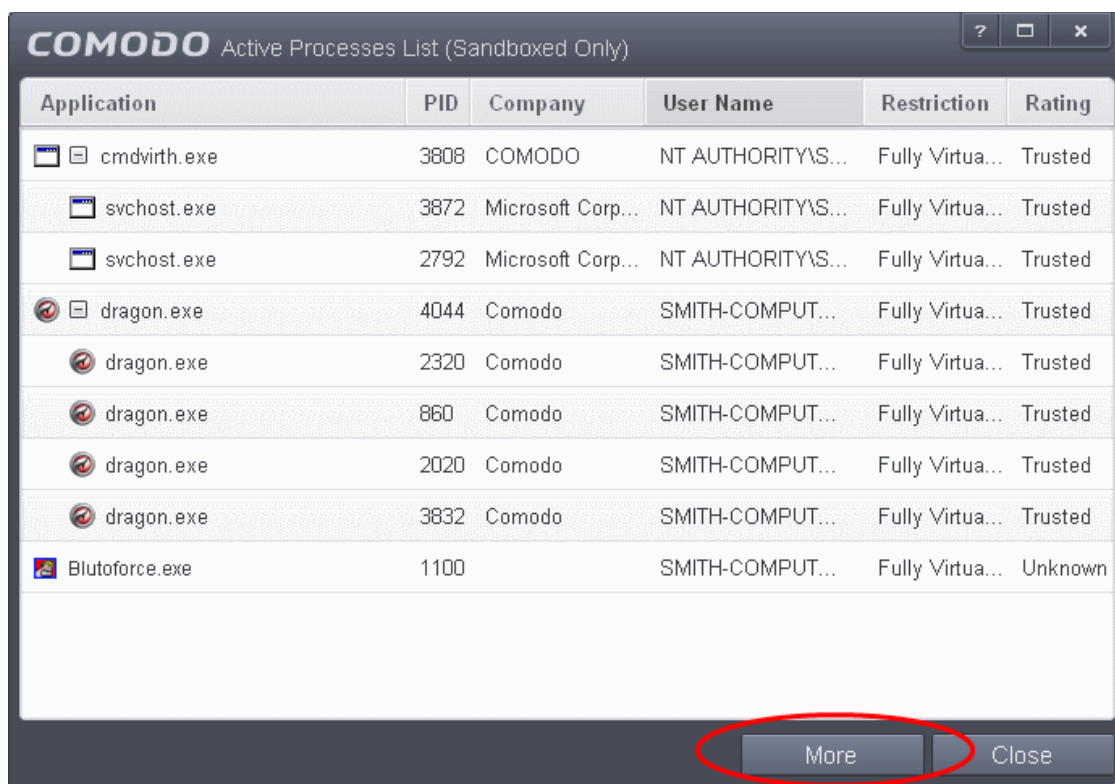 COMODO Active Processes List (Sandboxed Only) ?
Application PID Company User Name Restriction Rating
cmdvirth.exe 3808 COMODO NT AUTHORITY\S... Fully Virtua... Trusted
svchost.exe 3872 Microsoft Corp... NT AUTHORITY\S... Fully Virtua... Trusted
svchost.exe 2792 Microsoft Corp... NT AUTHORITY\S... Fully Virtua... Trusted
dragon.exe 4044 Comodo SMITH-COMPUT... Fully Virtua... Trusted
dragon.exe 2320 Comodo SMITH-COMPUT... Fully Virtua... Trusted
dragon.exe 860 Comodo SMITH-COMPUT... Fully Virtua... Trusted
dragon.exe 2020 Comodo SMITH-COMPUT... Fully Virtua... Trusted
dragon.exe 3832 Comodo SMITH-COMPUT... Fully Virtua... Trusted
Blutoforce.exe 1100 SMITH-COMPUT... Fully Virtua... Unknown
More Close